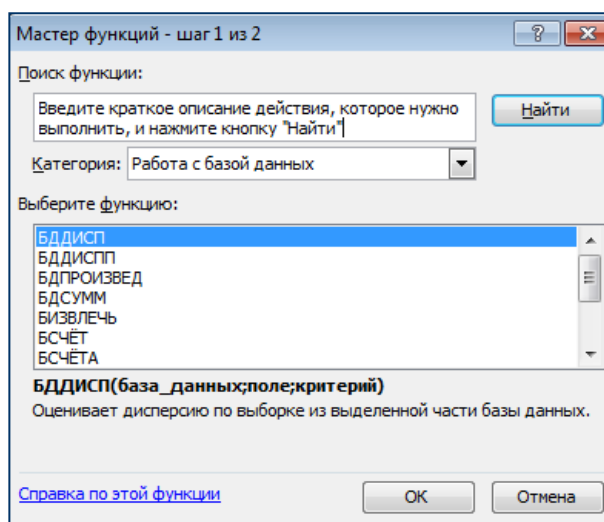 Мастер функций - шаг 1 из 2
Поиск функции:
Введите краткое описание действия, которое нужно
выполнить, и нажмите кнопку "Найти"
Найти
Категория: Работа с базой данных
Выберите функцию:
БДДИСП
БДДИСПП
БДПРОИЗВЕД
БДСУММ
БИЗВЛЕЧЬ
БСЧЁТ
БСЧЁТА
БДДИСП(база_данных;поле;критерий)
Оценивает дисперсию по выборке из выделенной части базы данных.
Справка по этой функции
ОК
Отмена